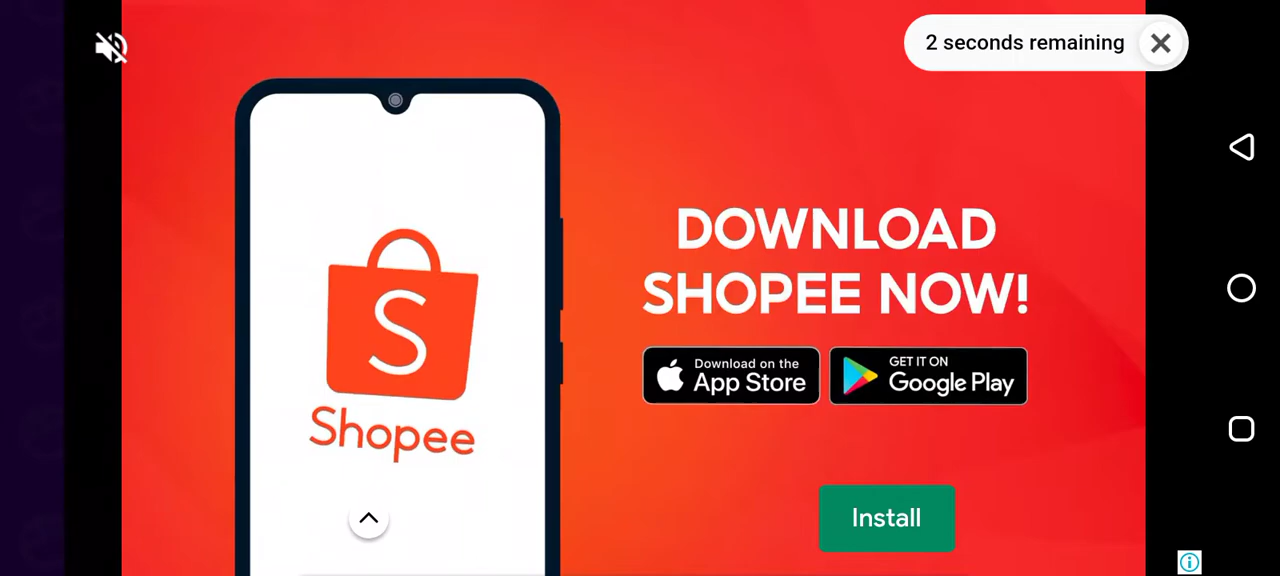 2 seconds remaining
S
Shopee
DOWNLOAD
SHOPEE NOW!
Download on the
App Store
GET IT ON
Google Play
Install